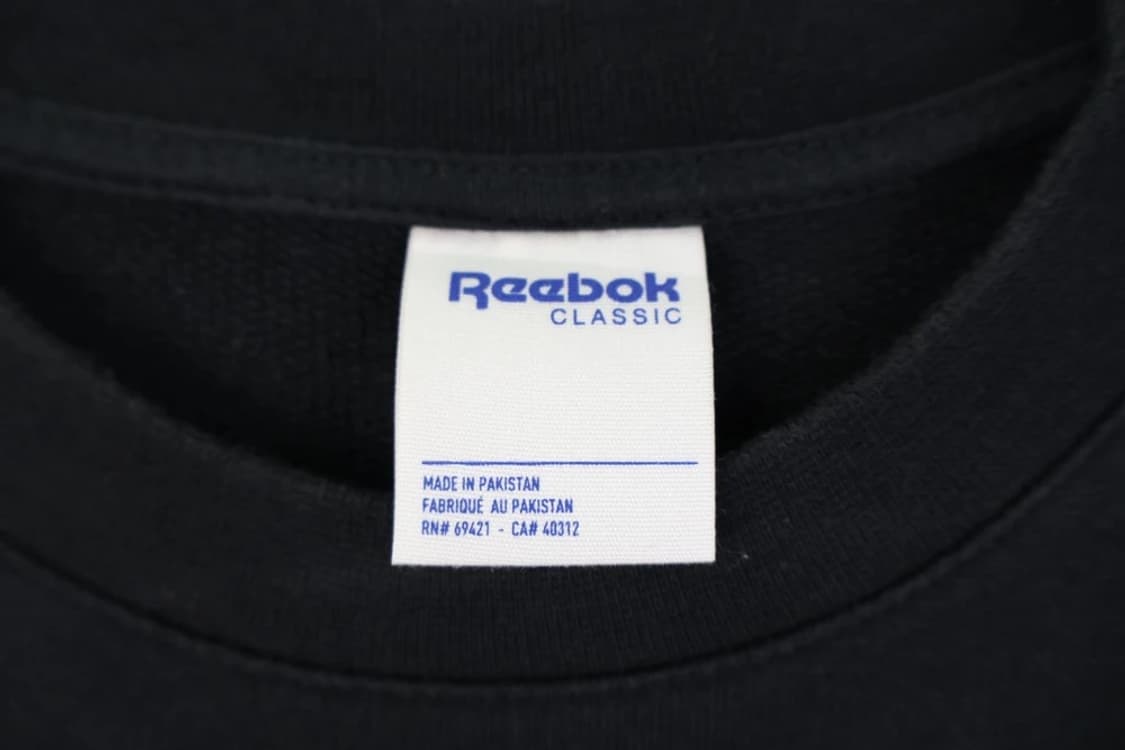 Reebok
CLASSIC
MADE IN PAKISTAN
FABRIQUÉ AU PAKISTAN
RN# 69421 - CA# 40312